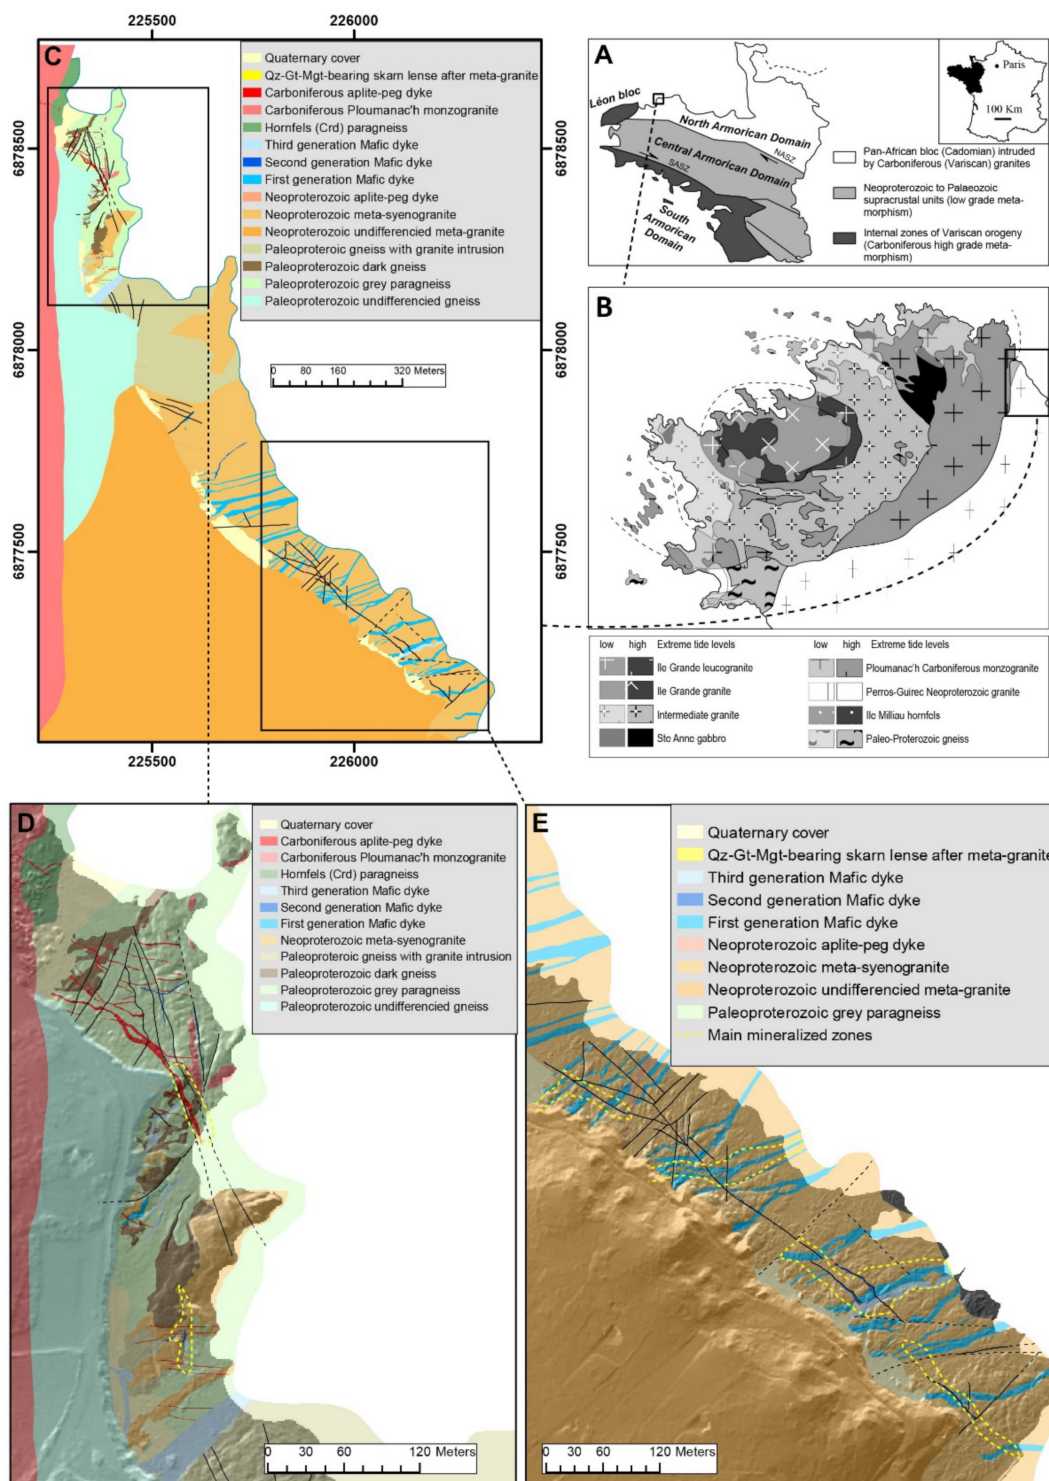 225500
226000
C
Quaternary cover
Qz-Gt-Mgt-bearing skarn lense after meta-granite
Carboniferous aplite-peg dyke
Carboniferous Ploumanac'h monzogranite
Hornfels (Crd) paragneiss
Third generation Mafic dyke
Second generation Mafic dyke
First generation Mafic dyke
Neoproterozoic aplite-peg dyke
Neoproterozoic meta-syenogranite
Neoproterozoic undifferencied meta-granite
Paleoproteroic gneiss with granite intrusion
Paleoproterozoic dark gneiss
Paleoproterozoic grey paragneiss
Paleoproterozoic undifferencied gneiss
6878500
6878500
6878000
6878000
6877500
6877500
0 80 160 320 Meters
225500
226000
A
Léon bloc
North Armorican Domain
NASZ
Central Armorican Domain
SASZ
South
Armorican
Domain
Paris
100 Km
Pan-African bloc (Cadomian) intruded
by Carboniferous (Variscan) granites
Neoproterozoic to Palaeozoic
supracrustal units (low grade meta-
morphism)
Internal zones of Variscan orogeny
(Carboniferous high grade meta-
morphism)
B
low high Extreme tide levels
Ile Grande leucogranite
Ile Grande granite
Intermediate granite
Ste Anne gabbro
low high Extreme tide levels
Ploumanac'h Carboniferous monzogranite
Perros-Guirec Neoproterozoic granite
Ile Milliau hornfels
Paleo-Proterozoic gneiss
D
Quaternary cover
Carboniferous aplite-peg dyke
Carboniferous Ploumanac'h monzogranite
Hornfels (Crd) paragneiss
Third generation Mafic dyke
Second generation Mafic dyke
First generation Mafic dyke
Neoproterozoic meta-syenogranite
Paleoproteroic gneiss with granite intrusion
Paleoproterozoic dark gneiss
Paleoproterozoic grey paragneiss
Paleoproterozoic undifferencied gneiss
0 30 60 120 Meters
E
Quaternary cover
Qz-Gt-Mgt-bearing skarn lense after meta-granite
Third generation Mafic dyke
Second generation Mafic dyke
First generation Mafic dyke
Neoproterozoic aplite-peg dyke
Neoproterozoic meta-syenogranite
Neoproterozoic undifferencied meta-granite
Paleoproterozoic grey paragneiss
Main mineralized zones
0 30 60 120 Meters